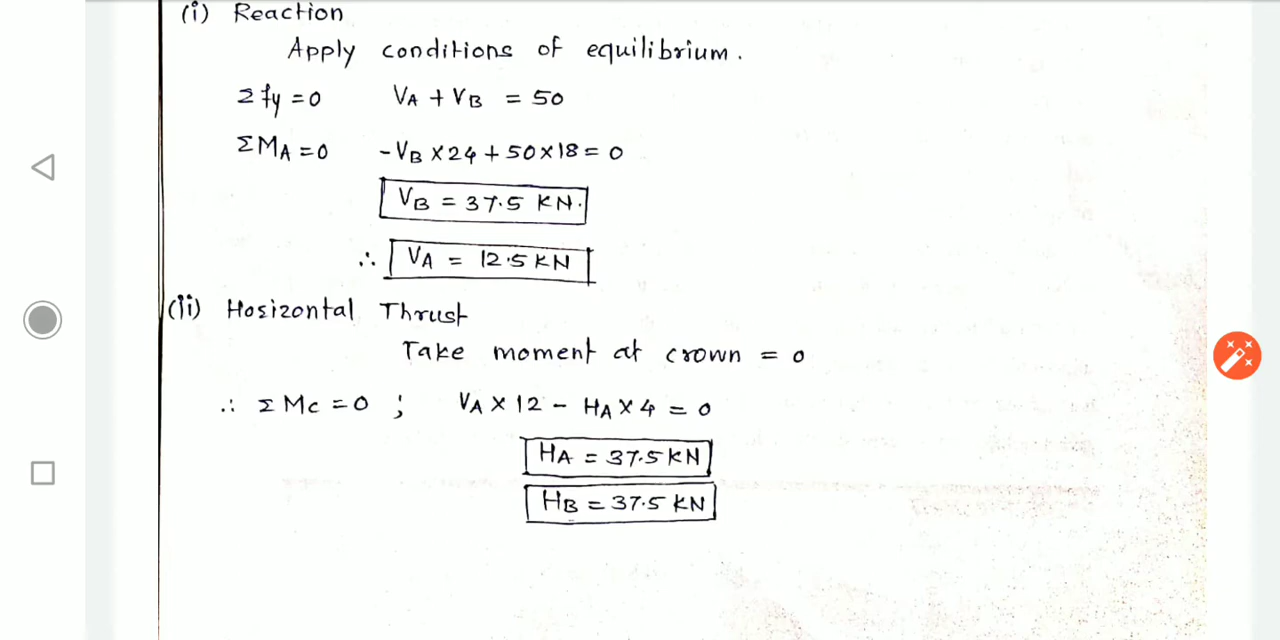 (i) Reaction
Apply conditions of equilibrium.
Σfy = 0 VA + VB = 50
ΣMA = 0 -VB × 24 + 50 × 18 = 0
VB = 37.5 KN.
∴ VA = 12.5 KN
(ii) Horizontal Thrust
Take moment at crown = 0
∴ ΣMc = 0 ; VA × 12 - HA × 4 = 0
HA = 37.5 KN
HB = 37.5 KN